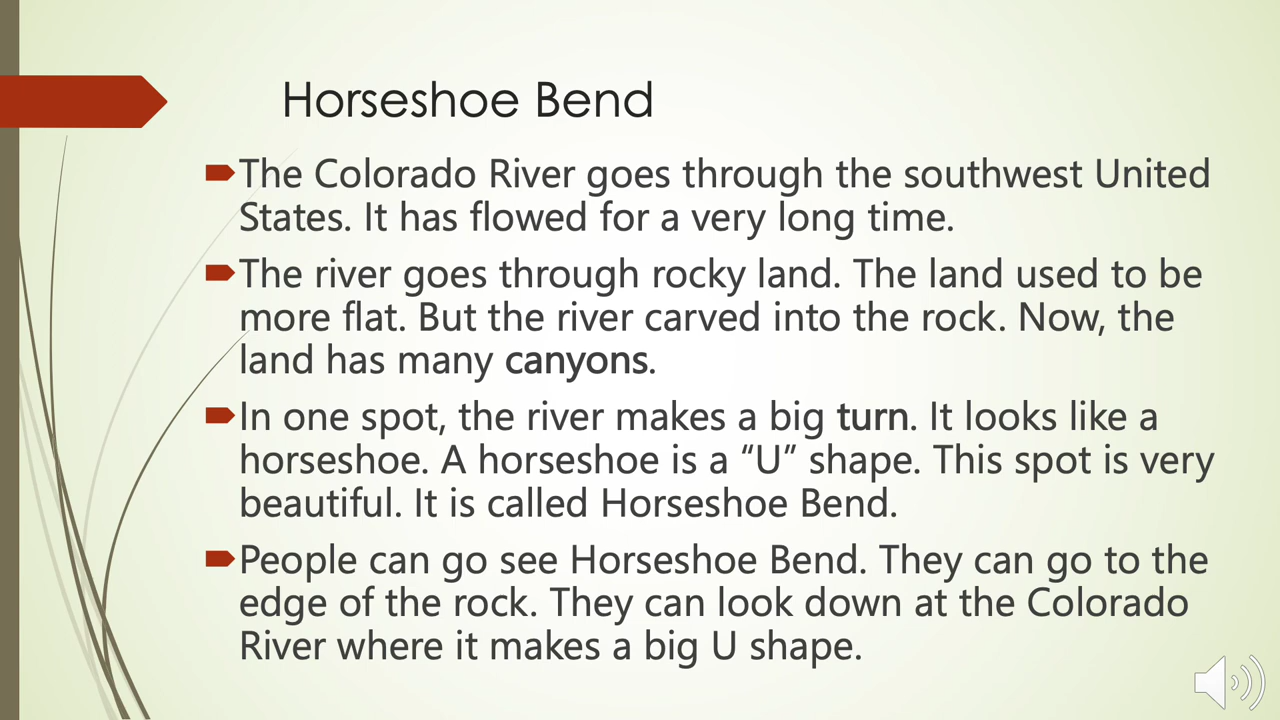 Horseshoe Bend
The Colorado River goes through the southwest United
States. It has flowed for a very long time.
The river goes through rocky land. The land used to be
more flat. But the river carved into the rock. Now, the
land has many canyons.
In one spot, the river makes a big turn. It looks like a
horseshoe. A horseshoe is a “U” shape. This spot is very
beautiful. It is called Horseshoe Bend.
People can go see Horseshoe Bend. They can go to the
edge of the rock. They can look down at the Colorado
River where it makes a big U shape.